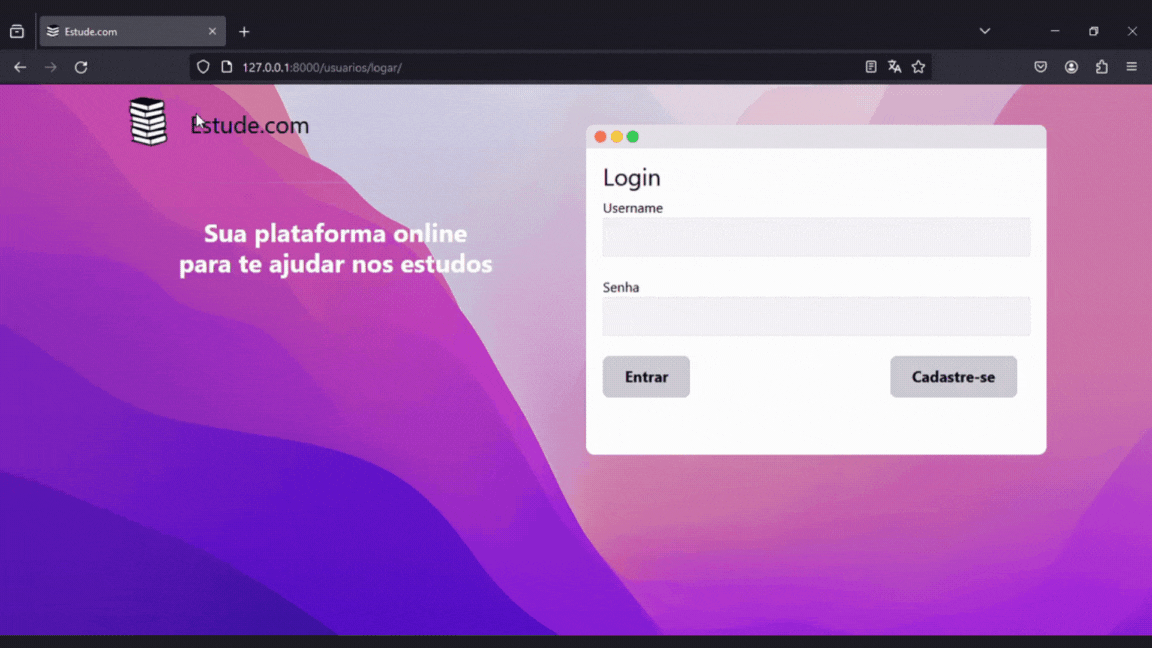 Estude.com
127.0.0.1:8000/usuarios/logar/
Estude.com
Sua plataforma online
para te ajudar nos estudos
Login
Username
Senha
Entrar
Cadastre-se